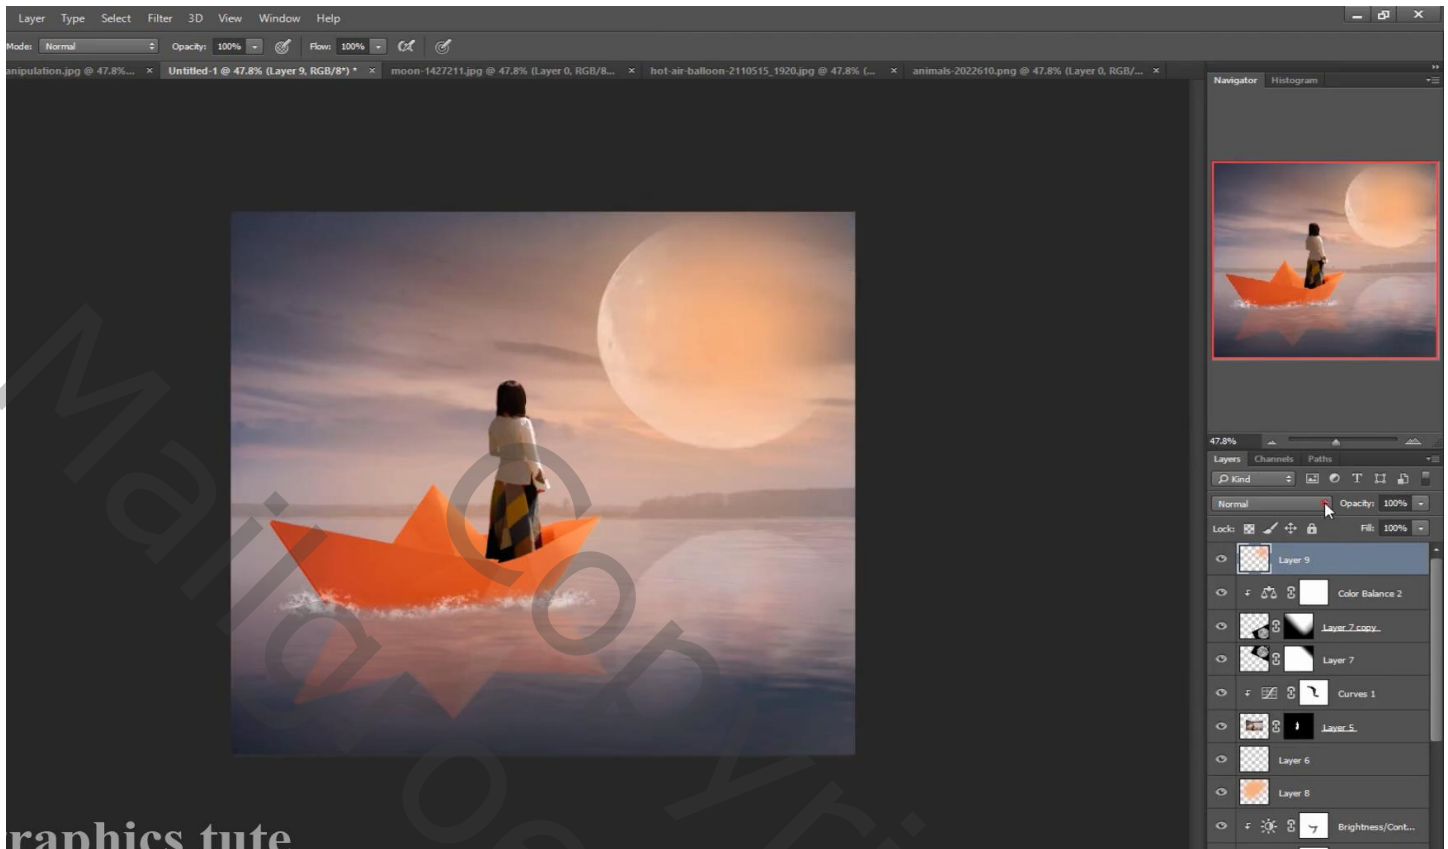 Layer Type Select Filter 3D View Window Help
Mode: Normal Opacity: 100% Flow: 100%
anipulation.jpg @ 47.8%... × Untitled-1 @ 47.8% (Layer 9, RGB/8*) * × moon-1427211.jpg @ 47.8% (Layer 0, RGB/8... × hot-air-balloon-2110515_1920.jpg @ 47.8% (... × animals-2022610.png @ 47.8% (Layer 0, RGB/... ×
Navigator Histogram
47.8%
Layers Channels Paths
Kind
Normal Opacity: 100%
Lock: Fill: 100%
Layer 9
Color Balance 2
Layer 7 copy
Layer 7
Curves 1
Layer 5
Layer 6
Layer 8
Brightness/Cont...
raphics tute